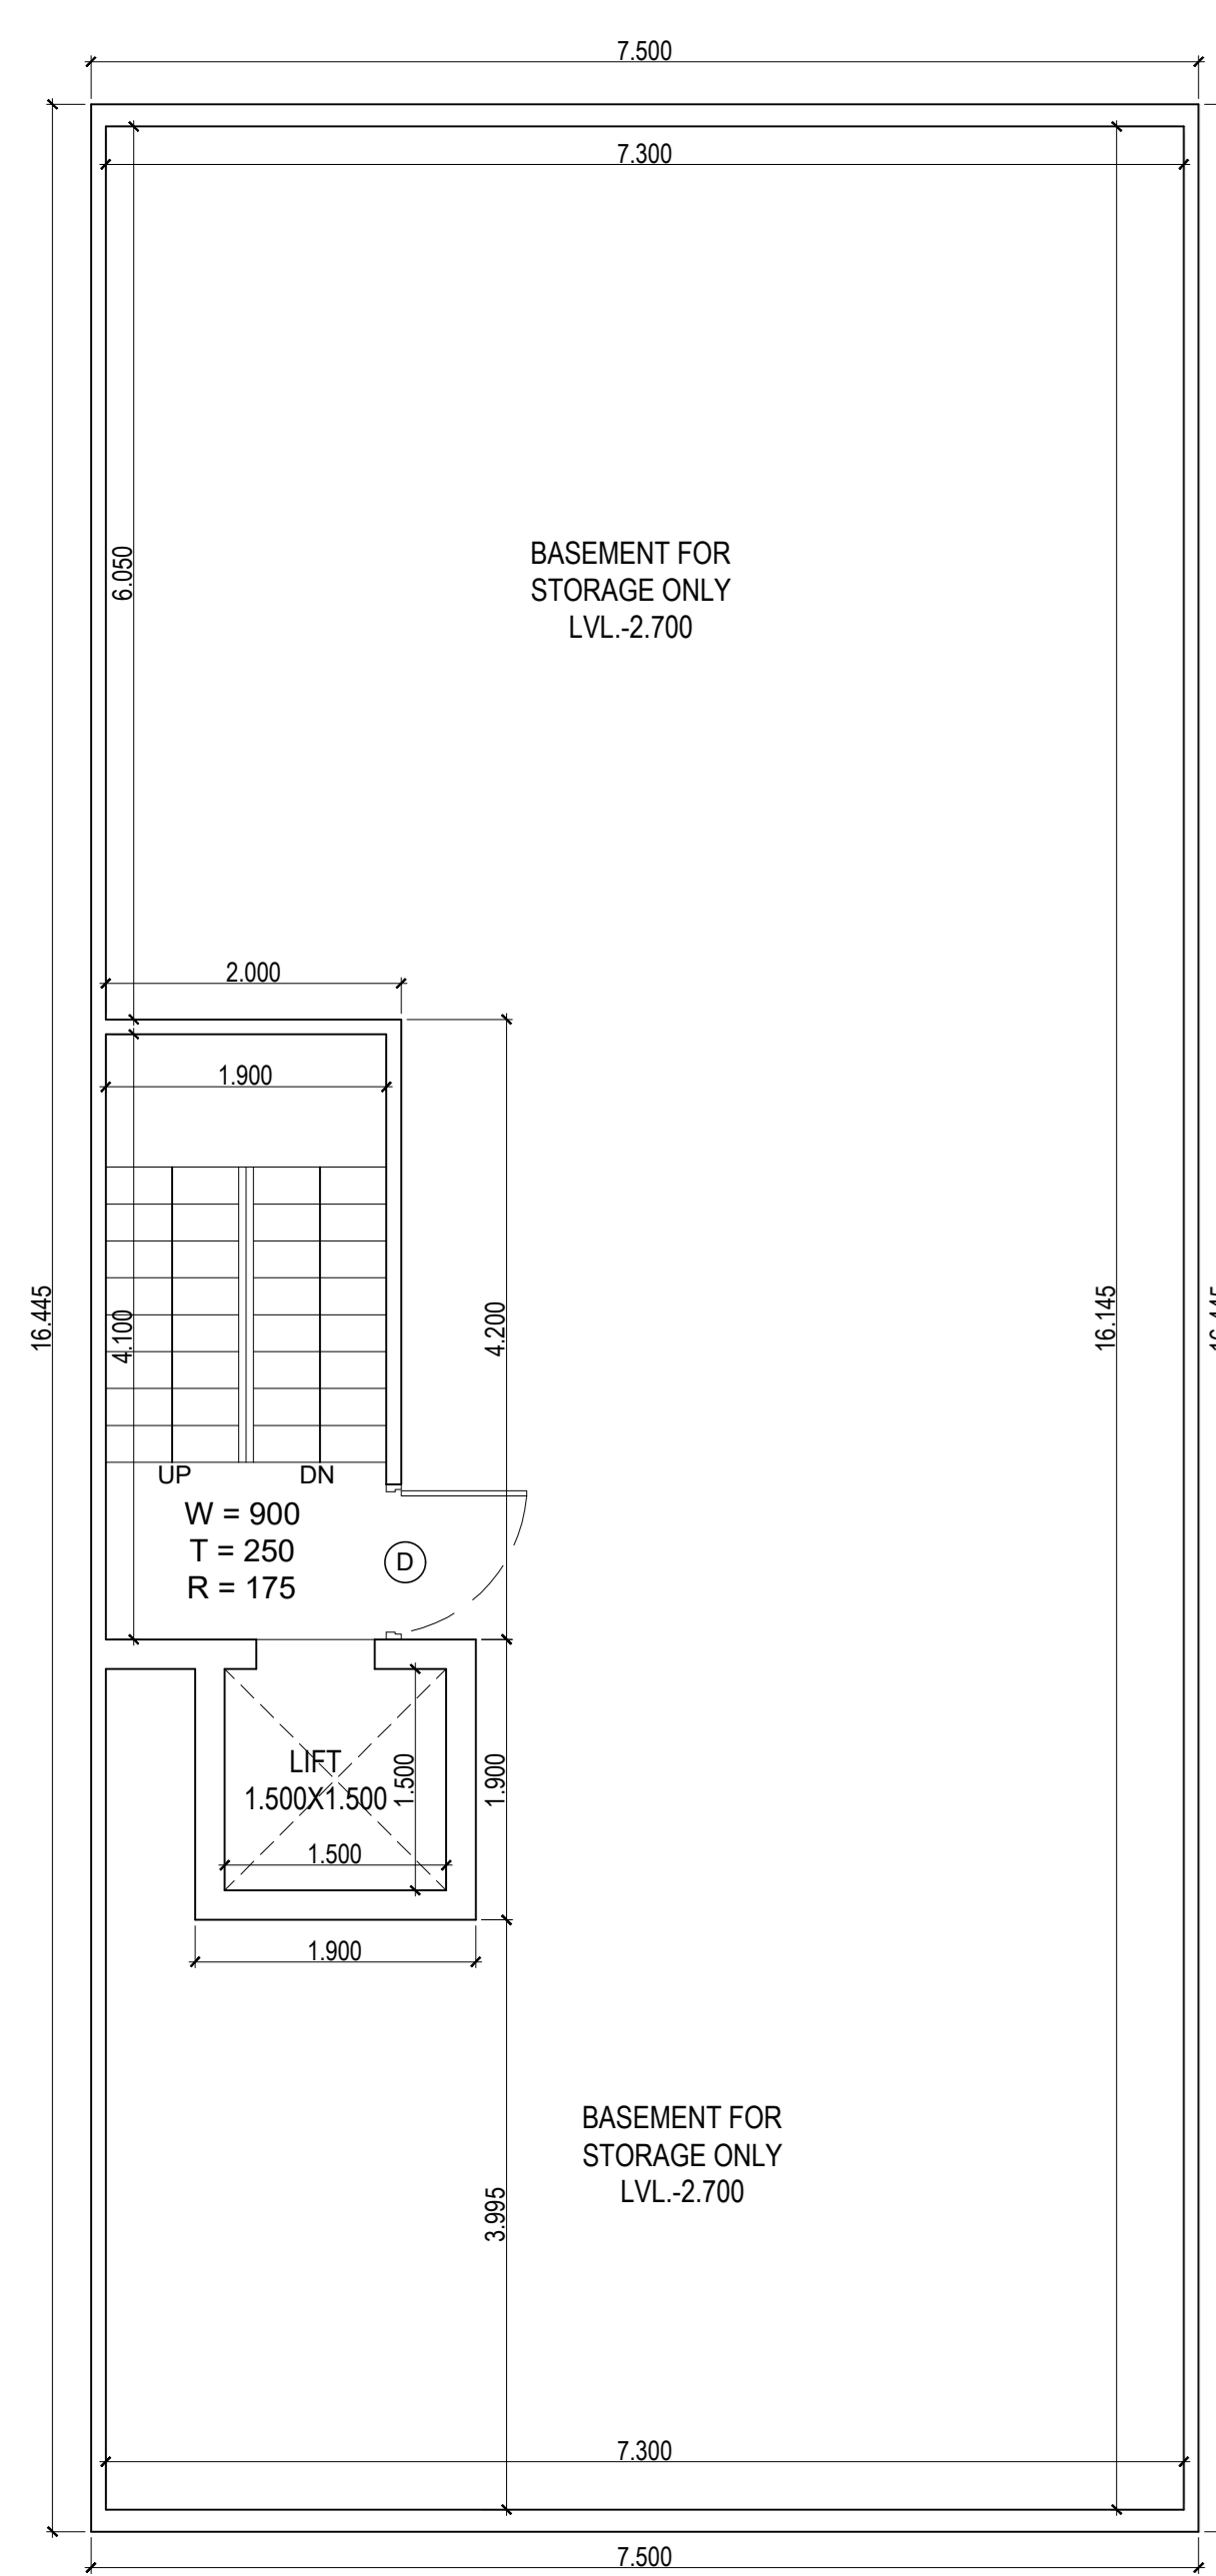 7.500
7.300
BASEMENT FOR
STORAGE ONLY
LVL.-2.700
6.050
2.000
1.900
16.445
4.100
4.200
16.145
16.445
UP
DN
W = 900
T = 250
R = 175
D
LIFT
1.500X1.500
1.500
1.900
1.500
1.900
BASEMENT FOR
STORAGE ONLY
LVL.-2.700
3.995
7.300
7.500